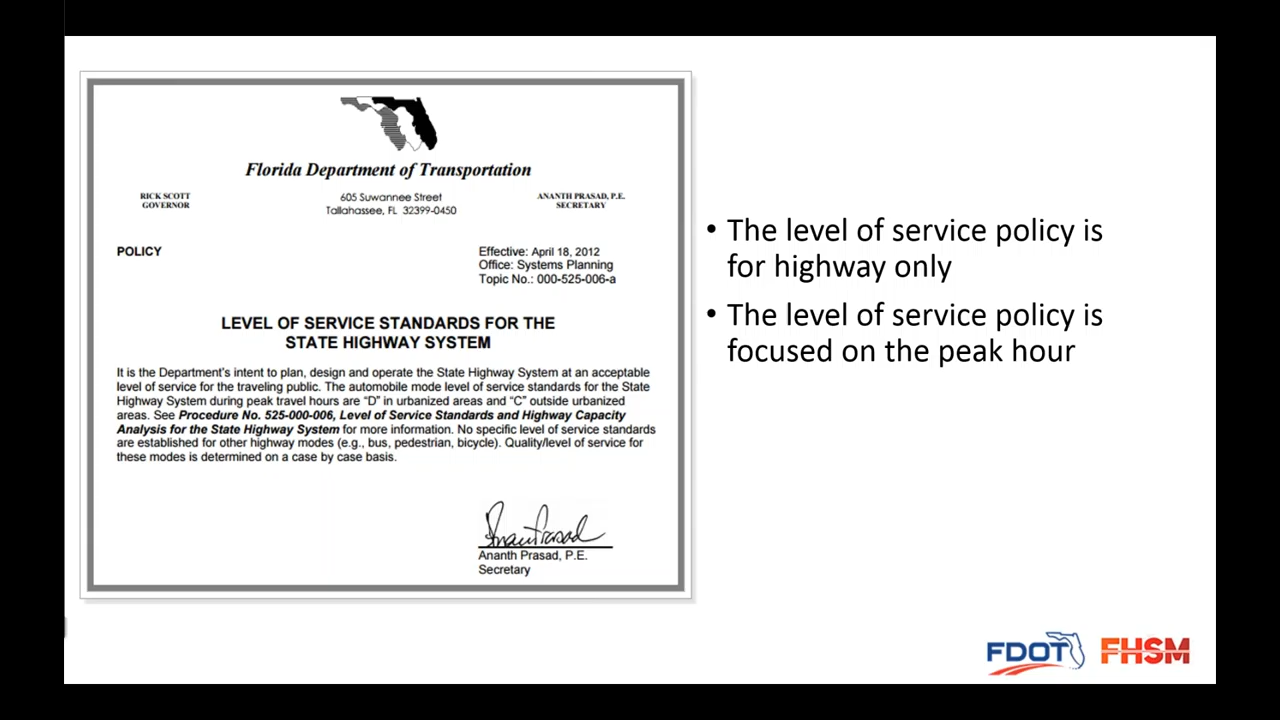 Florida Department of Transportation
RICK SCOTT
GOVERNOR
605 Suwannee Street
Tallahassee, FL 32399-0450
ANANTH PRASAD, P.E.
SECRETARY
POLICY
Effective: April 18, 2012
Office: Systems Planning
Topic No.: 000-525-006-a
LEVEL OF SERVICE STANDARDS FOR THE
STATE HIGHWAY SYSTEM
It is the Department's intent to plan, design and operate the State Highway System at an acceptable
level of service for the traveling public. The automobile mode level of service standards for the State
Highway System during peak travel hours are “D” in urbanized areas and “C” outside urbanized
areas. See Procedure No. 525-000-006, Level of Service Standards and Highway Capacity
Analysis for the State Highway System for more information. No specific level of service standards
are established for other highway modes (e.g., bus, pedestrian, bicycle). Quality/level of service for
these modes is determined on a case by case basis.
Ananth Prasad
Ananth Prasad, P.E.
Secretary
• The level of service policy is
for highway only
• The level of service policy is
focused on the peak hour
FDOT
FHSM